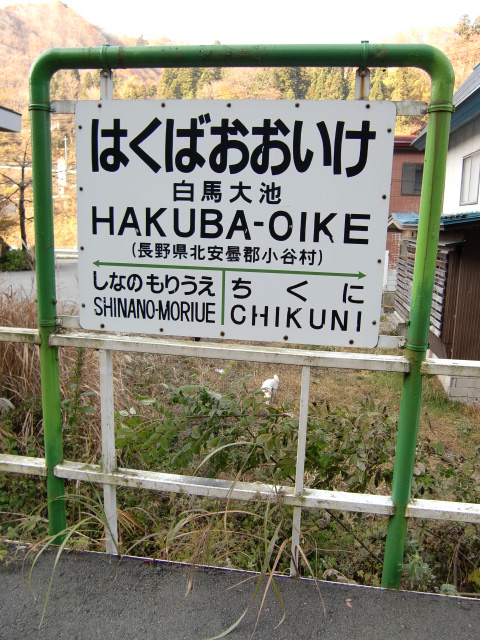 はくばおおいけ
白馬大池
HAKUBA-OIKE
(長野県北安曇郡小谷村)
しなのもりうえ ちくに
SHINANO-MORIUE CHIKUNI